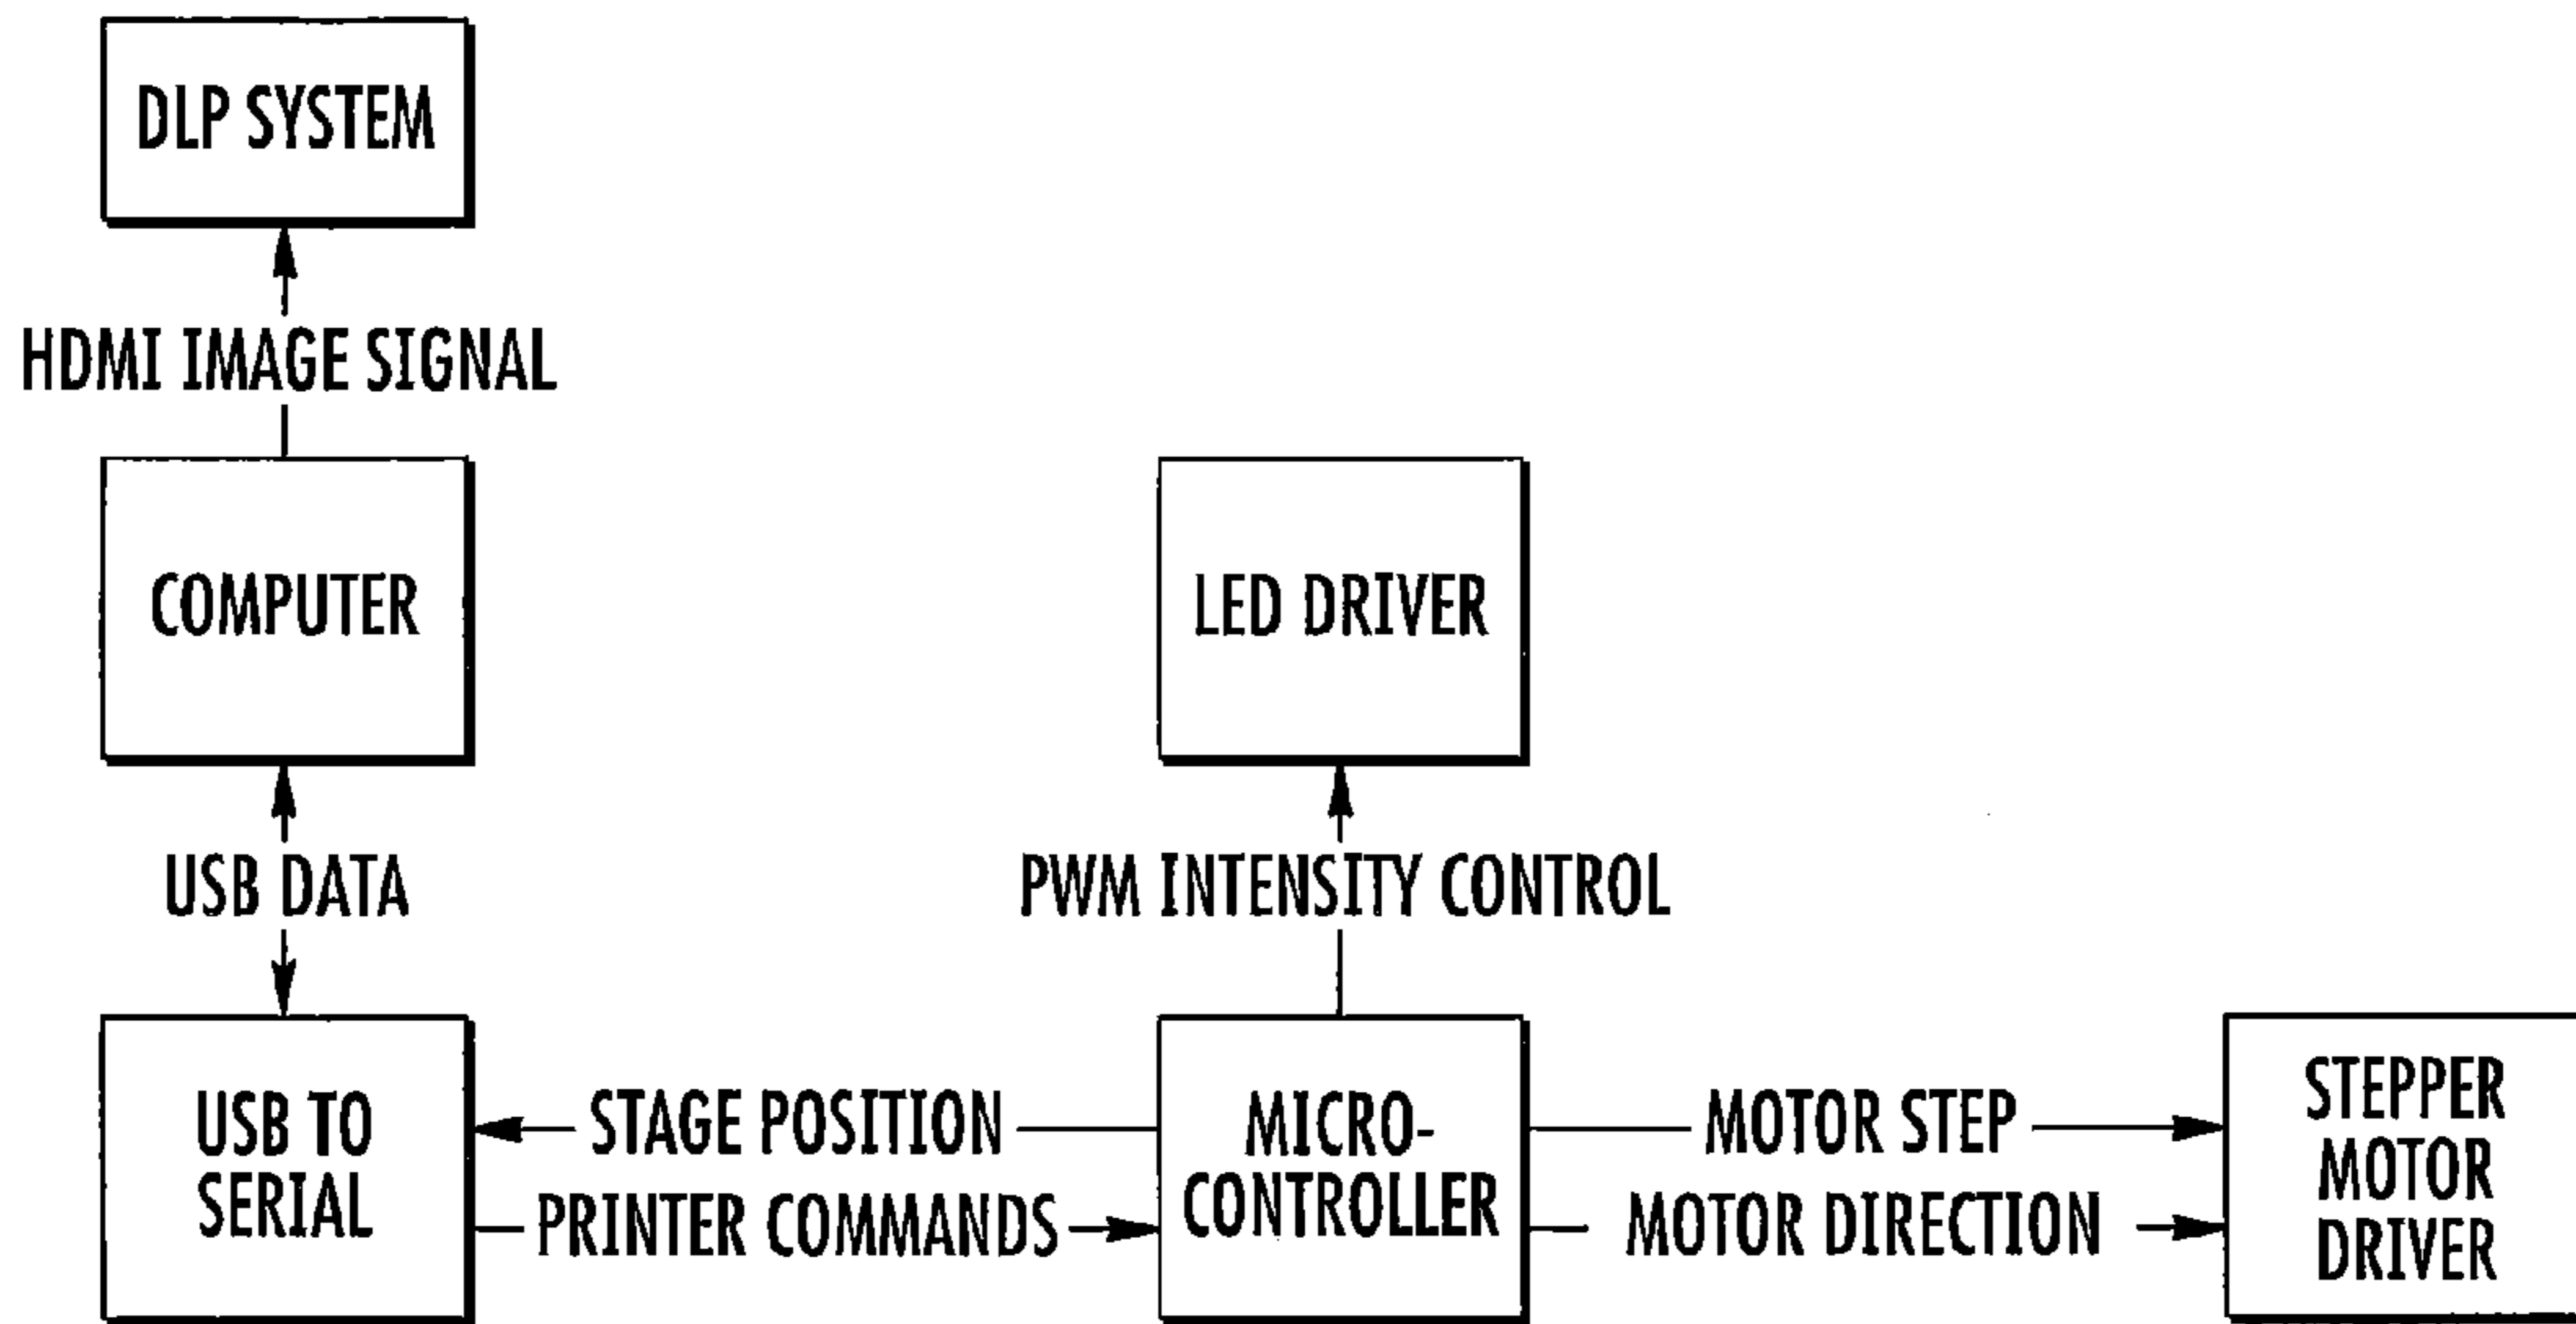 DLP SYSTEM
HDMI IMAGE SIGNAL
COMPUTER
LED DRIVER
USB DATA
PWM INTENSITY CONTROL
USB TO
SERIAL
STAGE POSITION
PRINTER COMMANDS
MICRO-
CONTROLLER
MOTOR STEP
MOTOR DIRECTION
STEPPER
MOTOR
DRIVER